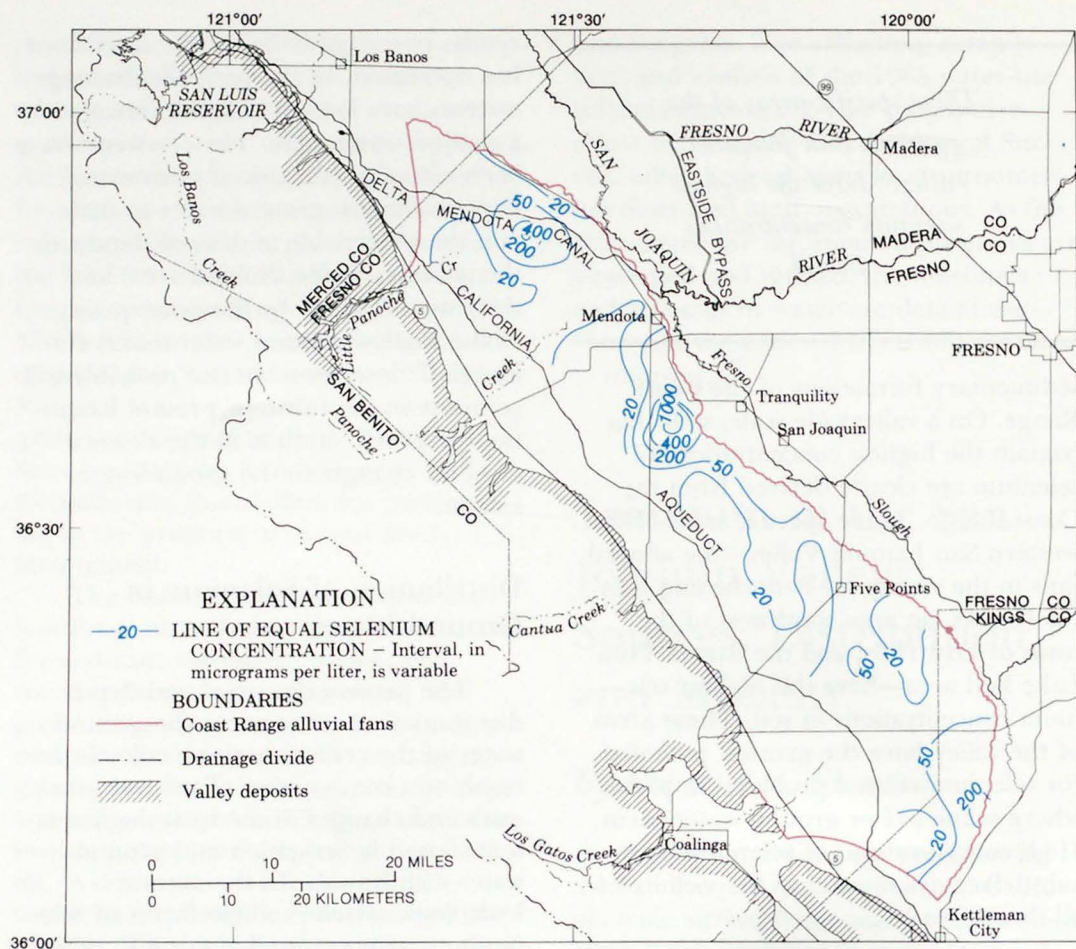 121°00′
121°30′
120°00′
Los Banos
SAN LUIS
RESERVOIR
37°00′
99
FRESNO RIVER
Madera
Los Banos
Creek
DELTA
MENDOTA CANAL
SAN
JOAQUIN
RIVER
EASTSIDE
BYPASS
MADERA CO
FRESNO CO
50
20
400
200
20
MERCED CO
FRESNO CO
Little
Panoche
Cr
5
CALIFORNIA
Creek
Mendota
FRESNO
SAN BENITO
CO
Panoche
Fresno
Tranquility
20
1000
400
200
50
San Joaquin
AQUEDUCT
Slough
36°30′
20
Five Points
FRESNO CO
KINGS CO
EXPLANATION
20 LINE OF EQUAL SELENIUM
CONCENTRATION – Interval, in
micrograms per liter, is variable
BOUNDARIES
Coast Range alluvial fans
Drainage divide
Valley deposits
Cantua Creek
50
20
50
200
20
Los Gatos Creek
Coalinga
5
0 10 20 MILES
0 10 20 KILOMETERS
Kettleman
City
36°00′